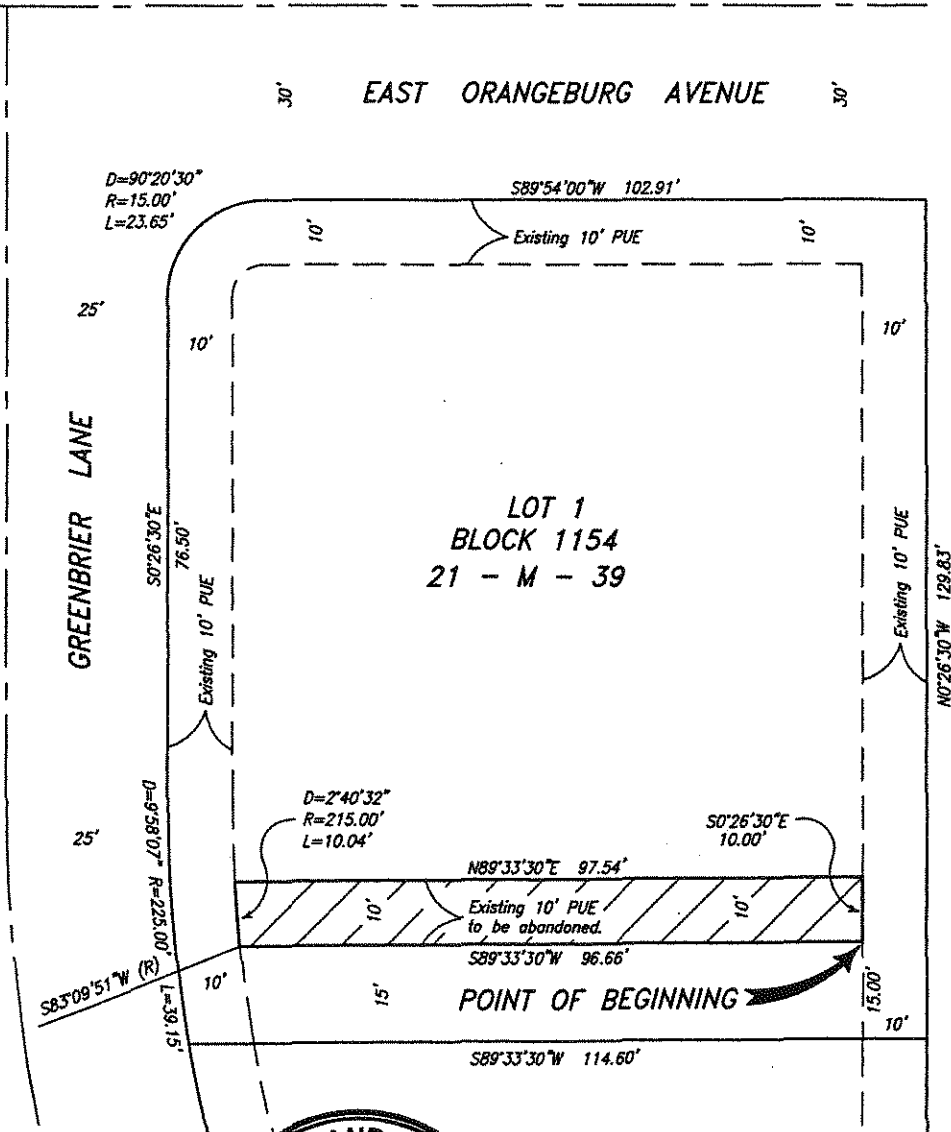 30'
EAST ORANGEBURG AVENUE
30'
D=90°20'30"
R=15.00'
L=23.65'
S89°54'00"W 102.91'
10'
Existing 10' PUE
10'
25'
10'
10'
GREENBRIER LANE
S0°26'30"E
76.50'
Existing 10' PUE
LOT 1
BLOCK 1154
21 - M - 39
Existing 10' PUE
N0°26'30"W 129.83'
25'
D=9°58'07" R=225.00' L=39.15'
D=2°40'32"
R=215.00'
L=10.04'
S0°26'30"E
10.00'
N89°33'30"E 97.54'
10'
Existing 10' PUE
to be abandoned.
10'
S89°33'30"W 96.66'
S83°09'51"W (R)
10'
15'
POINT OF BEGINNING
15.00'
10'
S89°33'30"W 114.60'